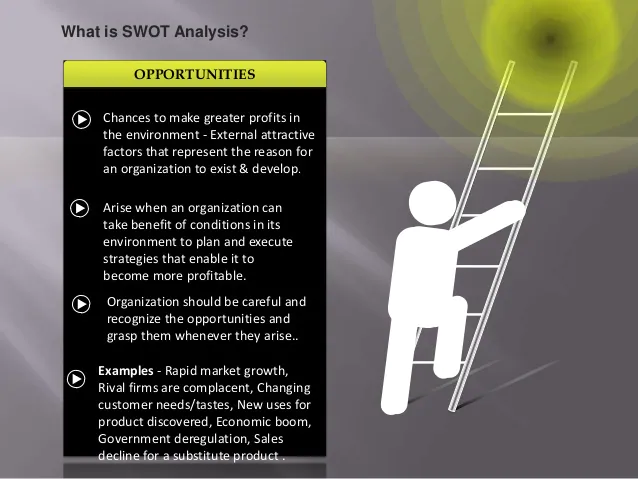 What is SWOT Analysis?
OPPORTUNITIES
Chances to make greater profits in
the environment - External attractive
factors that represent the reason for
an organization to exist & develop.
Arise when an organization can
take benefit of conditions in its
environment to plan and execute
strategies that enable it to
become more profitable.
Organization should be careful and
recognize the opportunities and
grasp them whenever they arise..
Examples - Rapid market growth,
Rival firms are complacent, Changing
customer needs/tastes, New uses for
product discovered, Economic boom,
Government deregulation, Sales
decline for a substitute product .